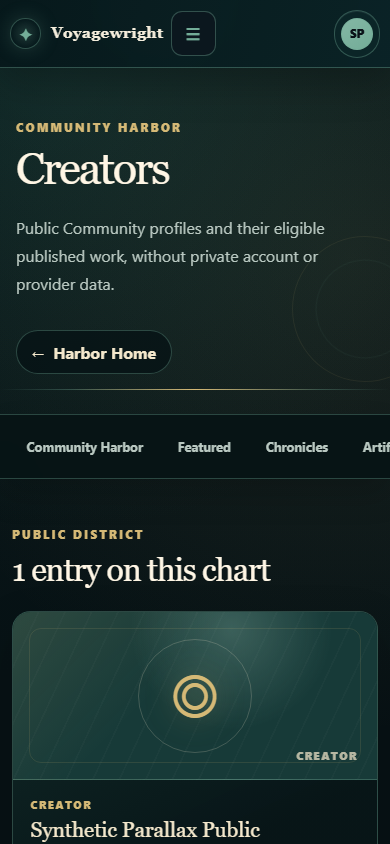 Voyagewright
SP
COMMUNITY HARBOR
Creators
Public Community profiles and their eligible
published work, without private account or
provider data.
← Harbor Home
Community Harbor Featured Chronicles Artif
PUBLIC DISTRICT
1 entry on this chart
CREATOR
CREATOR
Synthetic Parallax Public